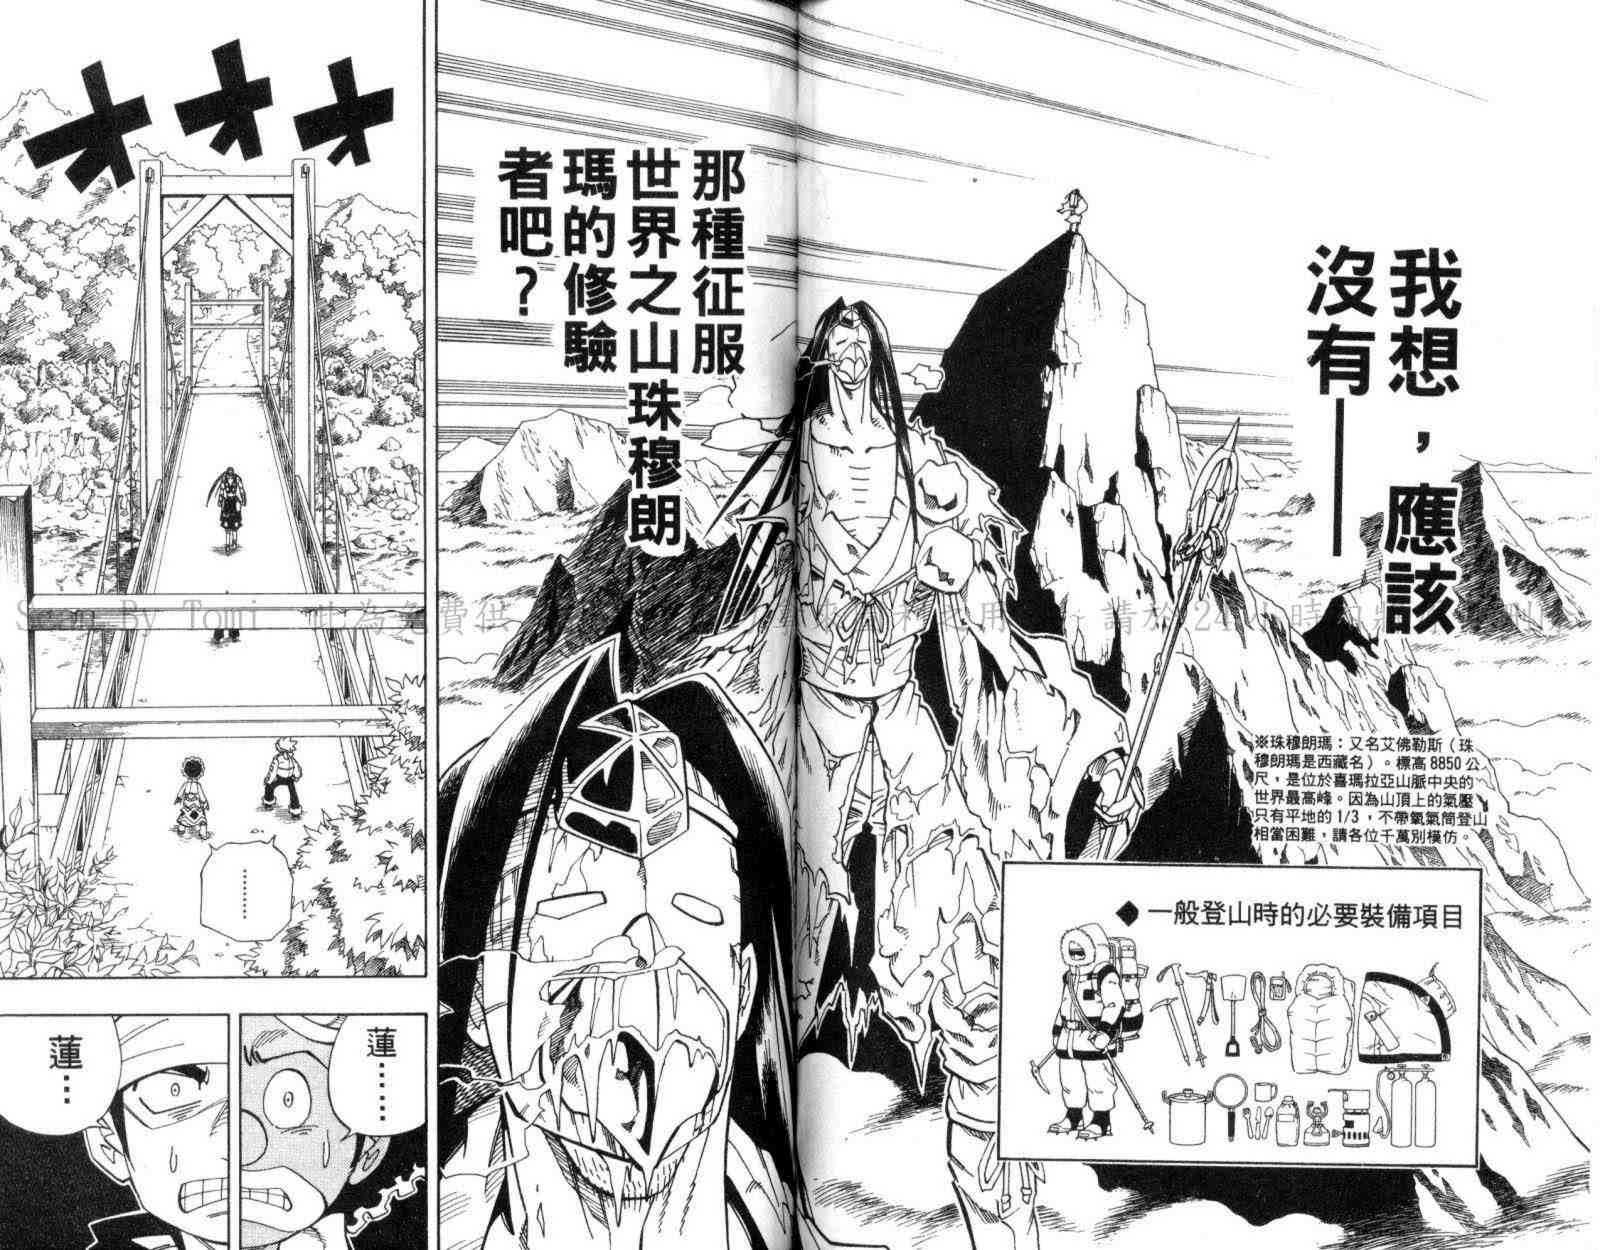 我想，應該
沒有——
那種征服
世界之山珠穆朗
瑪的修驗
者吧？
※珠穆朗瑪：又名艾佛勒斯（珠
穆朗瑪是西藏名）。標高8850公
尺，是位於喜瑪拉亞山脈中央的
世界最高峰。因為山頂上的氣壓
只有平地的1/3，不帶氧氣筒登山
相當困難，請各位千萬別模仿。
◆一般登山時的必要裝備項目
オオオ
………
蓮……
蓮……
Scan By Tomi